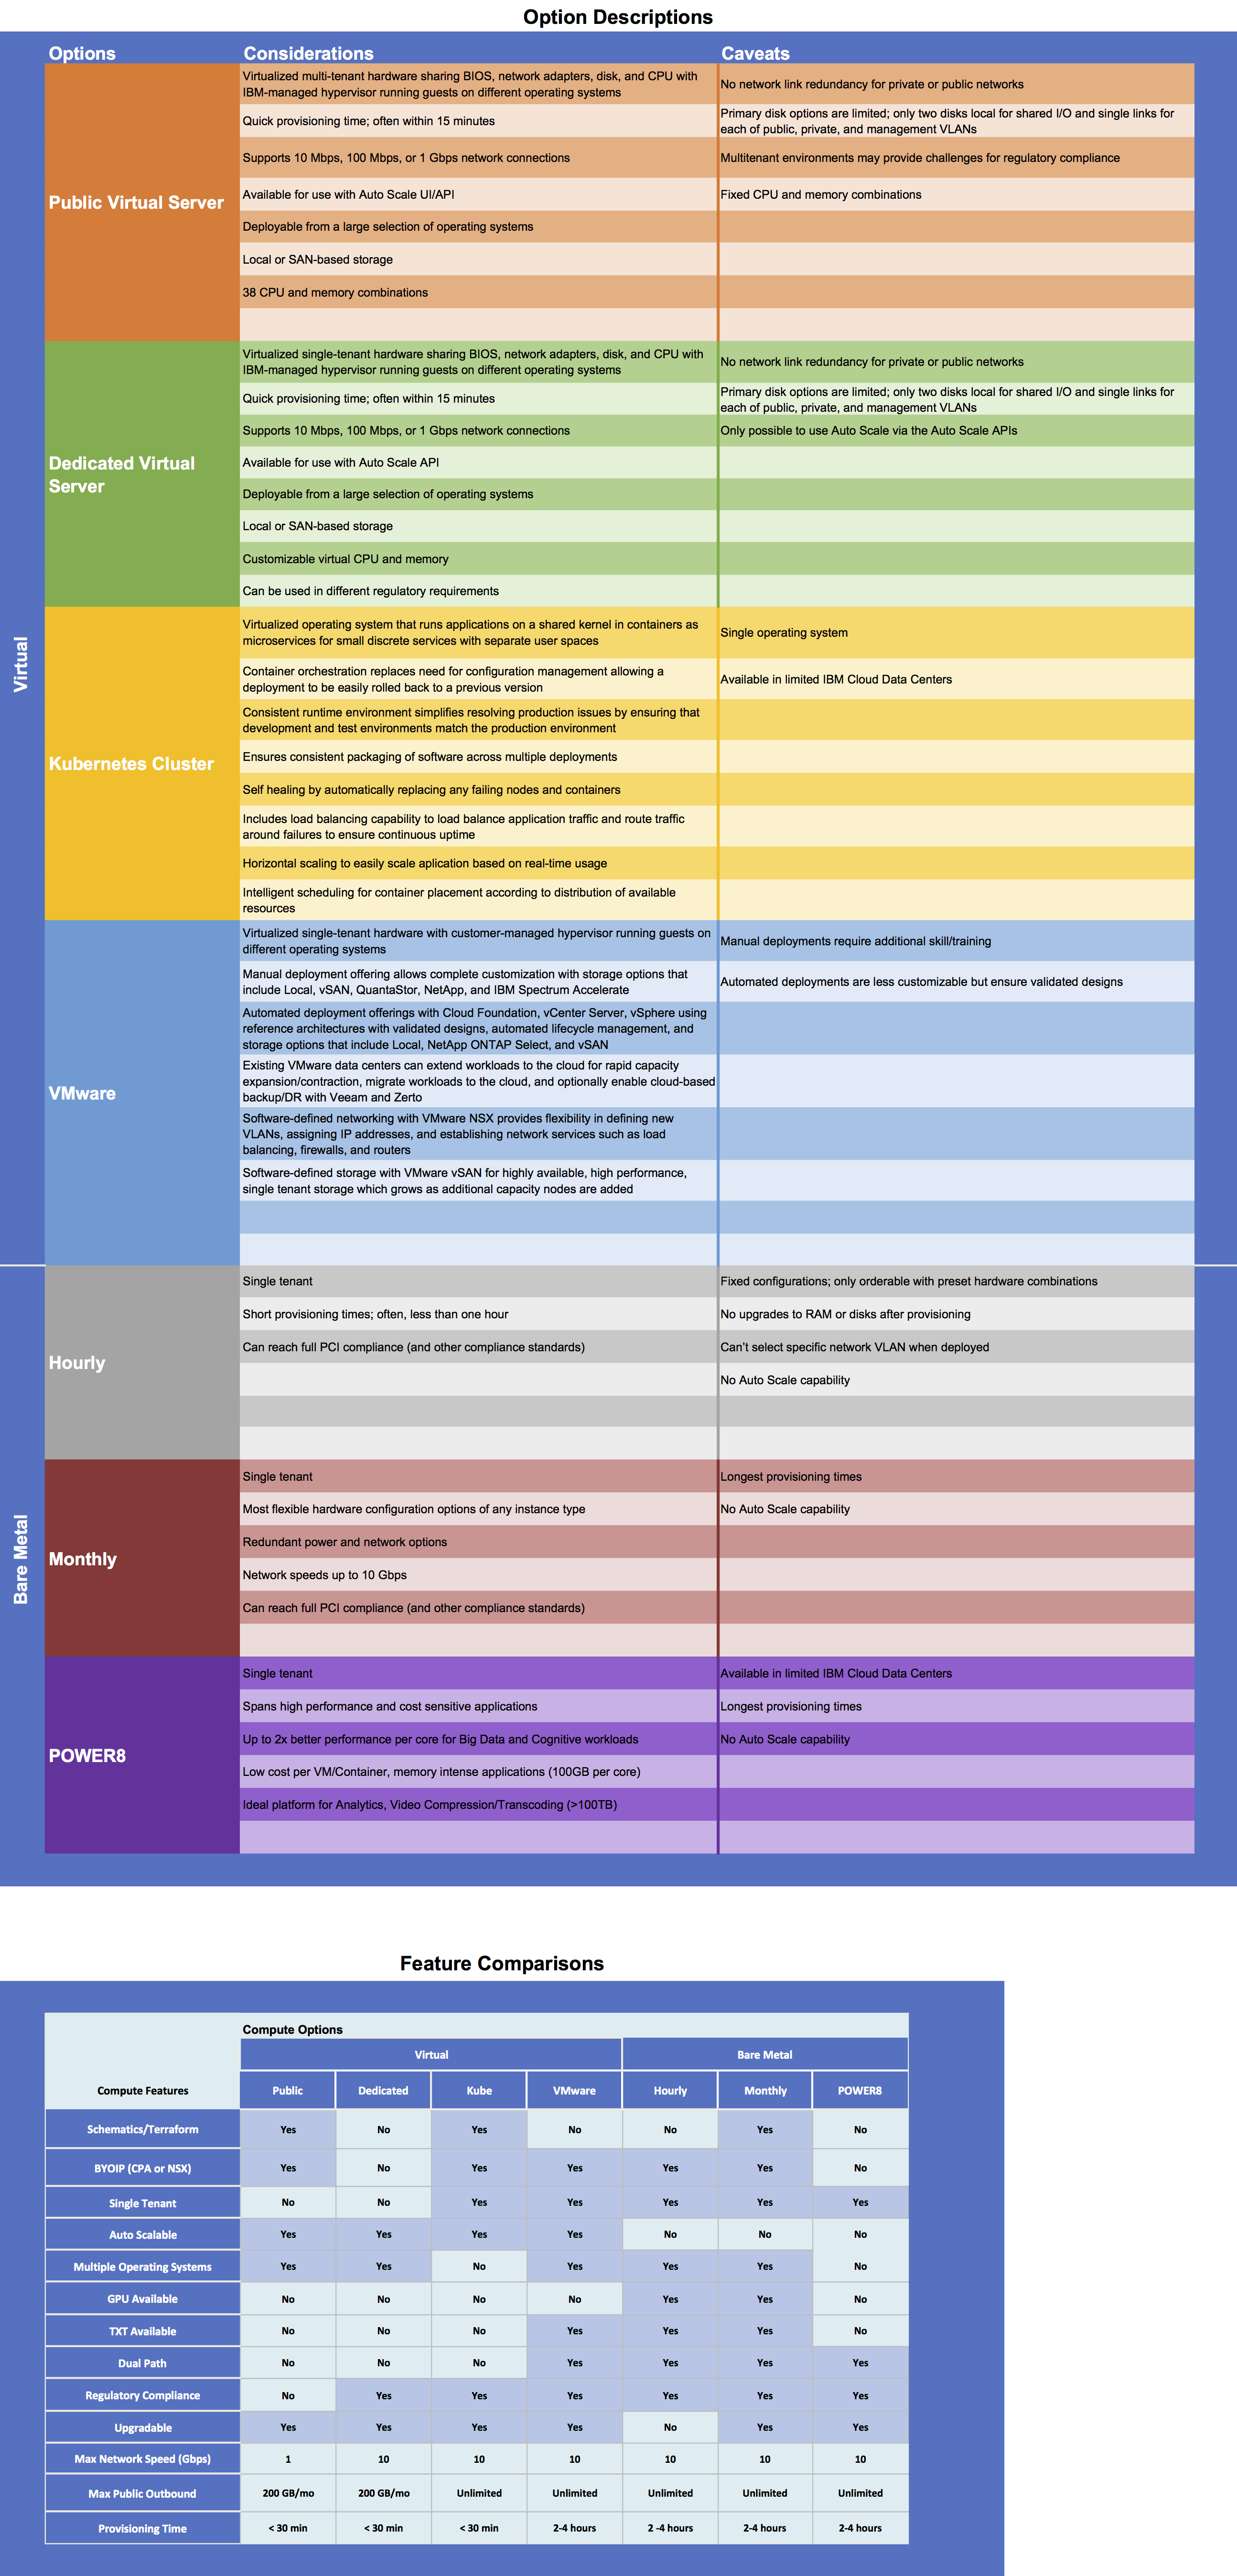 Option Descriptions
Options
Considerations
Caveats
Virtual
Public Virtual Server
Virtualized multi-tenant hardware sharing BIOS, network adapters, disk, and CPU with
IBM-managed hypervisor running guests on different operating systems
No network link redundancy for private or public networks
Quick provisioning time; often within 15 minutes
Primary disk options are limited; only two disks local for shared I/O and single links for
each of public, private, and management VLANs
Supports 10 Mbps, 100 Mbps, or 1 Gbps network connections
Multitenant environments may provide challenges for regulatory compliance
Available for use with Auto Scale UI/API
Fixed CPU and memory combinations
Deployable from a large selection of operating systems
Local or SAN-based storage
38 CPU and memory combinations
Dedicated Virtual
Server
Virtualized single-tenant hardware sharing BIOS, network adapters, disk, and CPU with
IBM-managed hypervisor running guests on different operating systems
No network link redundancy for private or public networks
Quick provisioning time; often within 15 minutes
Primary disk options are limited; only two disks local for shared I/O and single links for
each of public, private, and management VLANs
Supports 10 Mbps, 100 Mbps, or 1 Gbps network connections
Only possible to use Auto Scale via the Auto Scale APIs
Available for use with Auto Scale API
Deployable from a large selection of operating systems
Local or SAN-based storage
Customizable virtual CPU and memory
Can be used in different regulatory requirements
Kubernetes Cluster
Virtualized operating system that runs applications on a shared kernel in containers as
microservices for small discrete services with separate user spaces
Single operating system
Container orchestration replaces need for configuration management allowing a
deployment to be easily rolled back to a previous version
Available in limited IBM Cloud Data Centers
Consistent runtime environment simplifies resolving production issues by ensuring that
development and test environments match the production environment
Ensures consistent packaging of software across multiple deployments
Self healing by automatically replacing any failing nodes and containers
Includes load balancing capability to load balance application traffic and route traffic
around failures to ensure continuous uptime
Horizontal scaling to easily scale aplication based on real-time usage
Intelligent scheduling for container placement according to distribution of available
resources
VMware
Virtualized single-tenant hardware with customer-managed hypervisor running guests on
different operating systems
Manual deployments require additional skill/training
Manual deployment offering allows complete customization with storage options that
include Local, vSAN, QuantaStor, NetApp, and IBM Spectrum Accelerate
Automated deployments are less customizable but ensure validated designs
Automated deployment offerings with Cloud Foundation, vCenter Server, vSphere using
reference architectures with validated designs, automated lifecycle management, and
storage options that include Local, NetApp ONTAP Select, and vSAN
Existing VMware data centers can extend workloads to the cloud for rapid capacity
expansion/contraction, migrate workloads to the cloud, and optionally enable cloud-based
backup/DR with Veeam and Zerto
Software-defined networking with VMware NSX provides flexibility in defining new
VLANs, assigning IP addresses, and establishing network services such as load
balancing, firewalls, and routers
Software-defined storage with VMware vSAN for highly available, high performance,
single tenant storage which grows as additional capacity nodes are added
Bare Metal
Hourly
Single tenant
Fixed configurations; only orderable with preset hardware combinations
Short provisioning times; often, less than one hour
No upgrades to RAM or disks after provisioning
Can reach full PCI compliance (and other compliance standards)
Can't select specific network VLAN when deployed
No Auto Scale capability
Monthly
Single tenant
Longest provisioning times
Most flexible hardware configuration options of any instance type
No Auto Scale capability
Redundant power and network options
Network speeds up to 10 Gbps
Can reach full PCI compliance (and other compliance standards)
POWER8
Single tenant
Available in limited IBM Cloud Data Centers
Spans high performance and cost sensitive applications
Longest provisioning times
Up to 2x better performance per core for Big Data and Cognitive workloads
No Auto Scale capability
Low cost per VM/Container, memory intense applications (100GB per core)
Ideal platform for Analytics, Video Compression/Transcoding (>100TB)
Feature Comparisons
Compute Options
Virtual Bare Metal
Compute Features Public Dedicated Kube VMware Hourly Monthly POWER8
Schematics/Terraform Yes No Yes No No Yes No
BYOIP (CPA or NSX) Yes No Yes Yes Yes Yes No
Single Tenant No No Yes Yes Yes Yes Yes
Auto Scalable Yes Yes Yes Yes No No No
Multiple Operating Systems Yes Yes No Yes Yes Yes No
GPU Available No No No No Yes Yes No
TXT Available No No No Yes Yes Yes No
Dual Path No No No Yes Yes Yes Yes
Regulatory Compliance No Yes Yes Yes Yes Yes Yes
Upgradable Yes Yes Yes Yes No Yes Yes
Max Network Speed (Gbps) 1 10 10 10 10 10 10
Max Public Outbound 200 GB/mo 200 GB/mo Unlimited Unlimited Unlimited Unlimited Unlimited
Provisioning Time < 30 min < 30 min < 30 min 2-4 hours 2 -4 hours 2-4 hours 2-4 hours